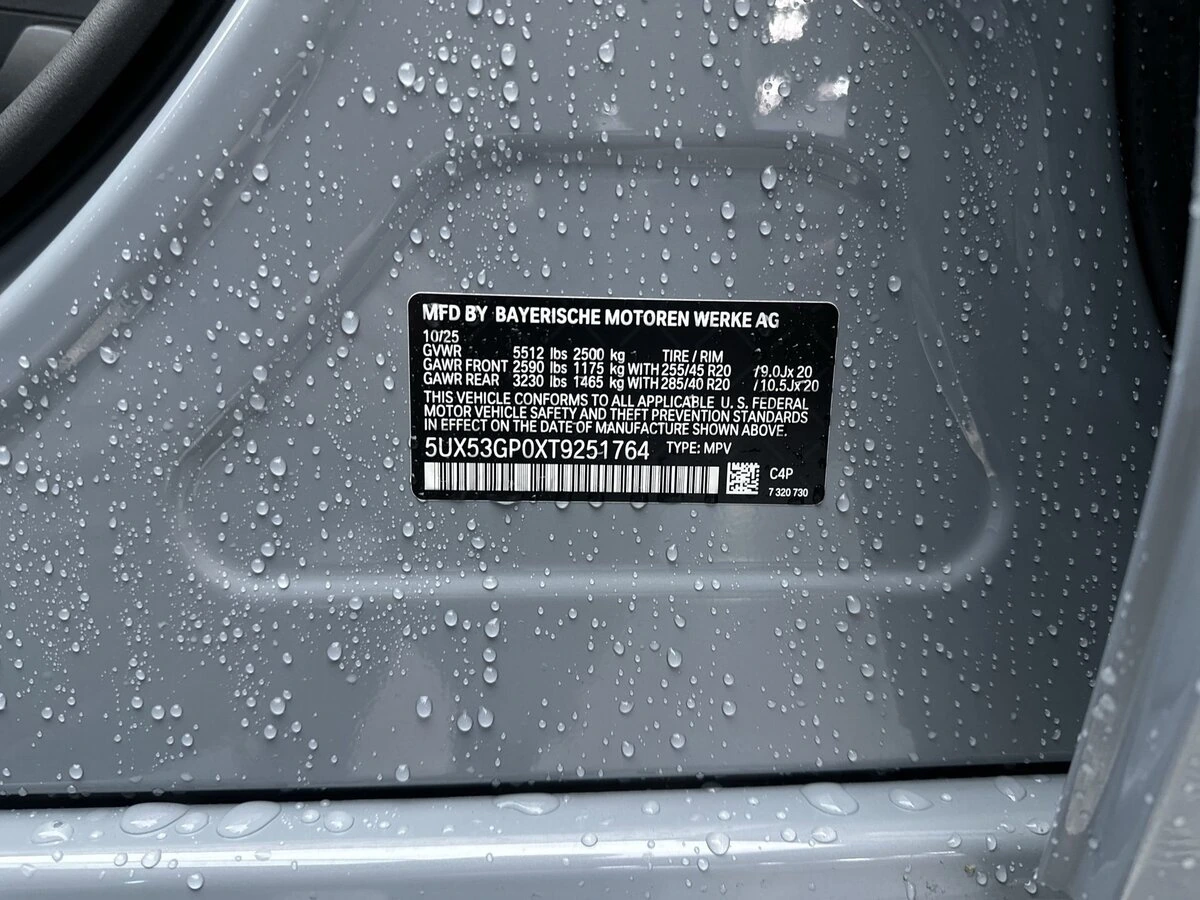 MFD BY BAYERISCHE MOTOREN WERKE AG
10/25
GVWR 5512 lbs 2500 kg TIRE / RIM
GAWR FRONT 2590 lbs 1175 kg WITH 255/45 R20 /9.0Jx20
GAWR REAR 3230 lbs 1465 kg WITH 285/40 R20 /10.5Jx20
THIS VEHICLE CONFORMS TO ALL APPLICABLE U.S. FEDERAL
MOTOR VEHICLE SAFETY AND THEFT PREVENTION STANDARDS
IN EFFECT ON THE DATE OF MANUFACTURE SHOWN ABOVE.
5UX53GP0XT9251764 TYPE: MPV
C4P
7 320 730